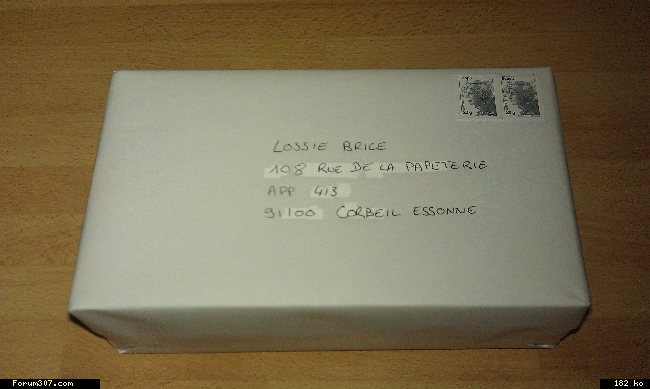 LOSSIE BRICE
108 RUE DE LA PAPETERIE
APP 413
91100 CORBEIL ESSONNE
Forum307.com
182 ko